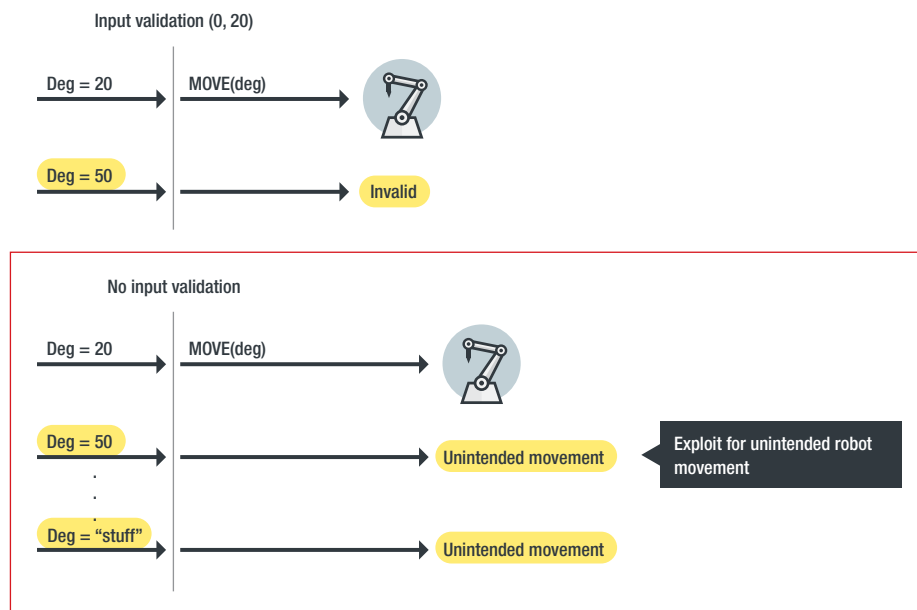 Input validation (0, 20)
Deg = 20
MOVE(deg)
Deg = 50
Invalid
No input validation
Deg = 20
MOVE(deg)
Deg = 50
Unintended movement
Exploit for unintended robot
movement
.
.
.
Deg = “stuff”
Unintended movement